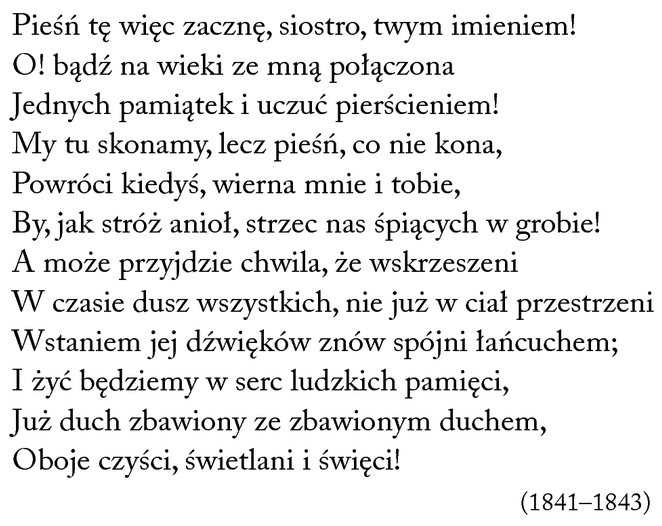 Pieśń tę więc zacznę, siostro, twym imieniem!
O! bądź na wieki ze mną połączona
Jednych pamiątek i uczuć pierścieniem!
My tu skonamy, lecz pieśń, co nie kona,
Powróci kiedyś, wierna mnie i tobie,
By, jak stróż anioł, strzec nas śpiących w grobie!
A może przyjdzie chwila, że wskrzeszeni
W czasie dusz wszystkich, nie już w ciał przestrzeni
Wstaniem jej dźwięków znów spójni łańcuchem;
I żyć będziemy w serc ludzkich pamięci,
Już duch zbawiony ze zbawionym duchem,
Oboje czyści, świetlani i święci!
(1841–1843)